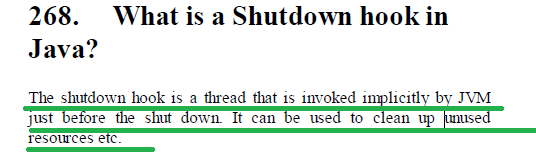 268. What is a Shutdown hook in
Java?
The shutdown hook is a thread that is invoked implicitly by JVM
just before the shut down. It can be used to clean up unused
resources etc.